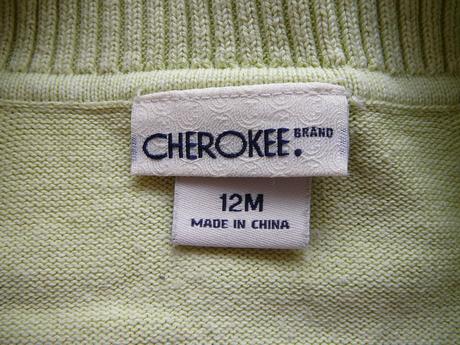 CHEROKEE. BRAND
12M
MADE IN CHINA